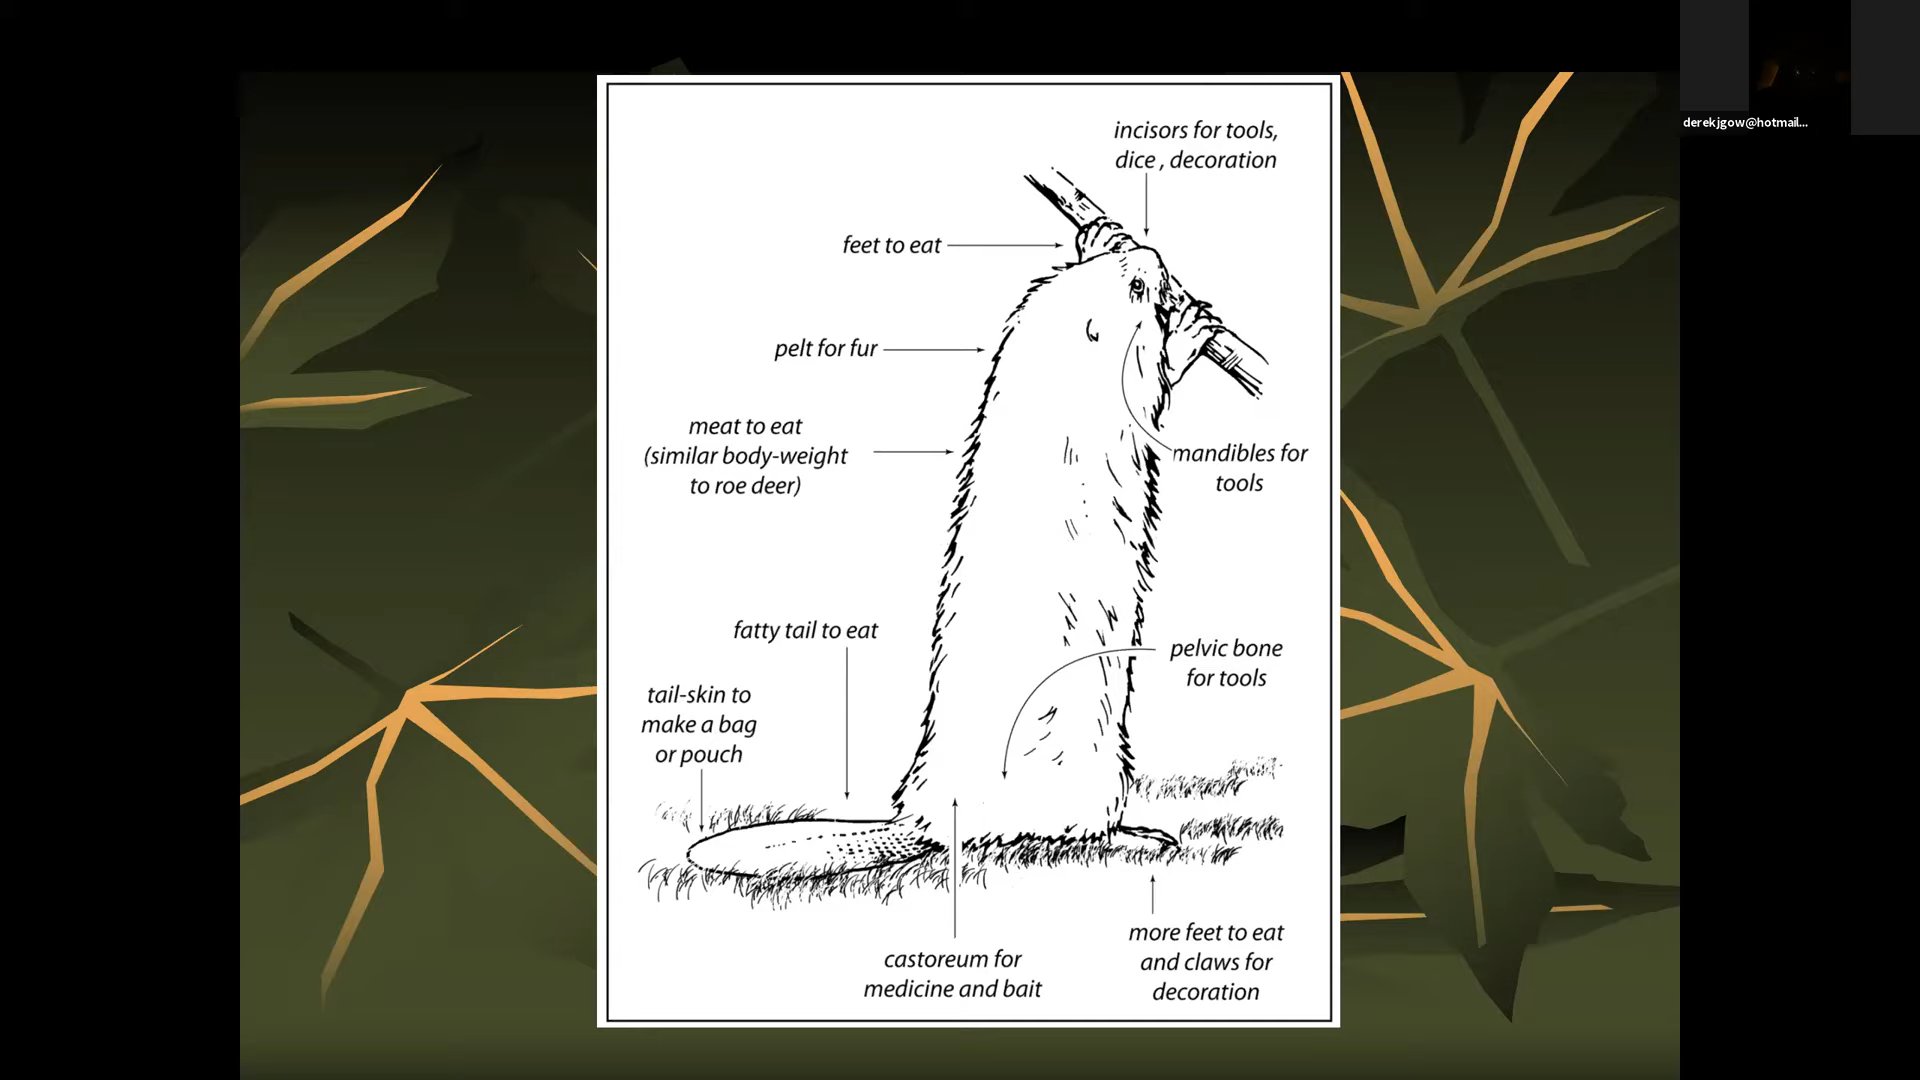 incisors for tools,
dice , decoration
feet to eat
pelt for fur
meat to eat
(similar body-weight
to roe deer)
mandibles for
tools
fatty tail to eat
pelvic bone
for tools
tail-skin to
make a bag
or pouch
castoreum for
medicine and bait
more feet to eat
and claws for
decoration
derekjgow@hotmail...